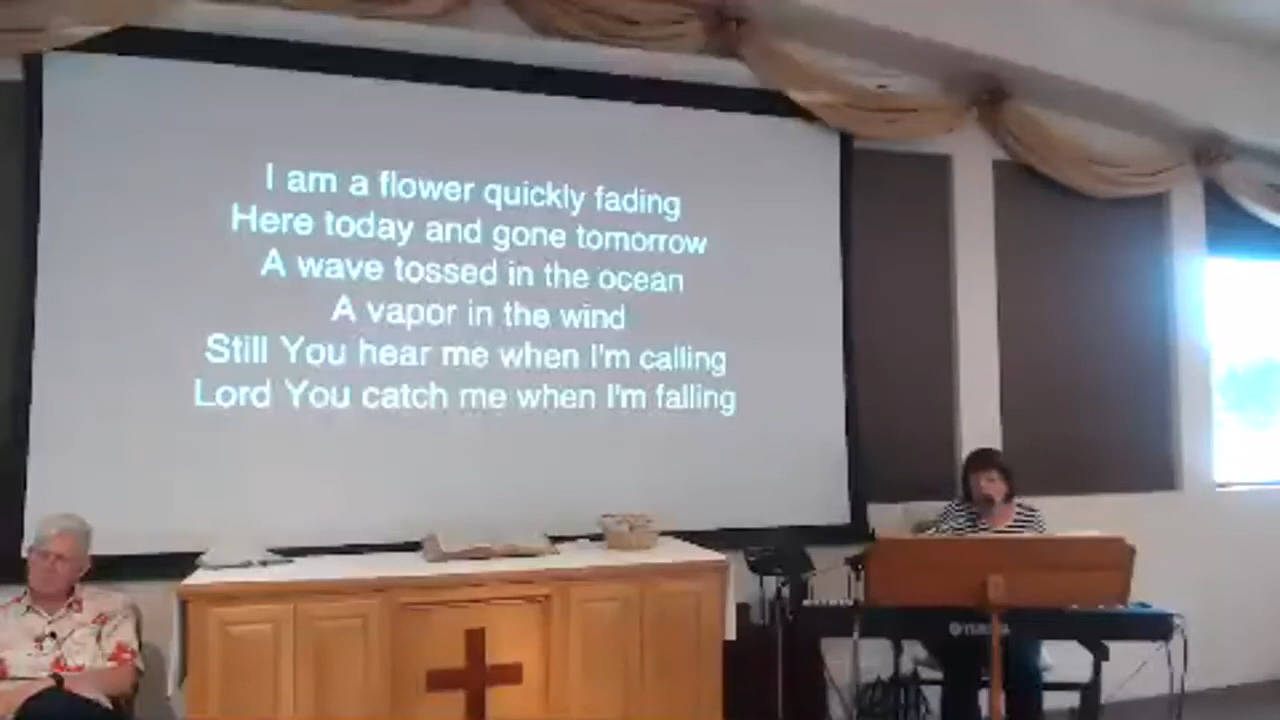 I am a flower quickly fading
Here today and gone tomorrow
A wave tossed in the ocean
A vapor in the wind
Still You hear me when I'm calling
Lord You catch me when I'm falling